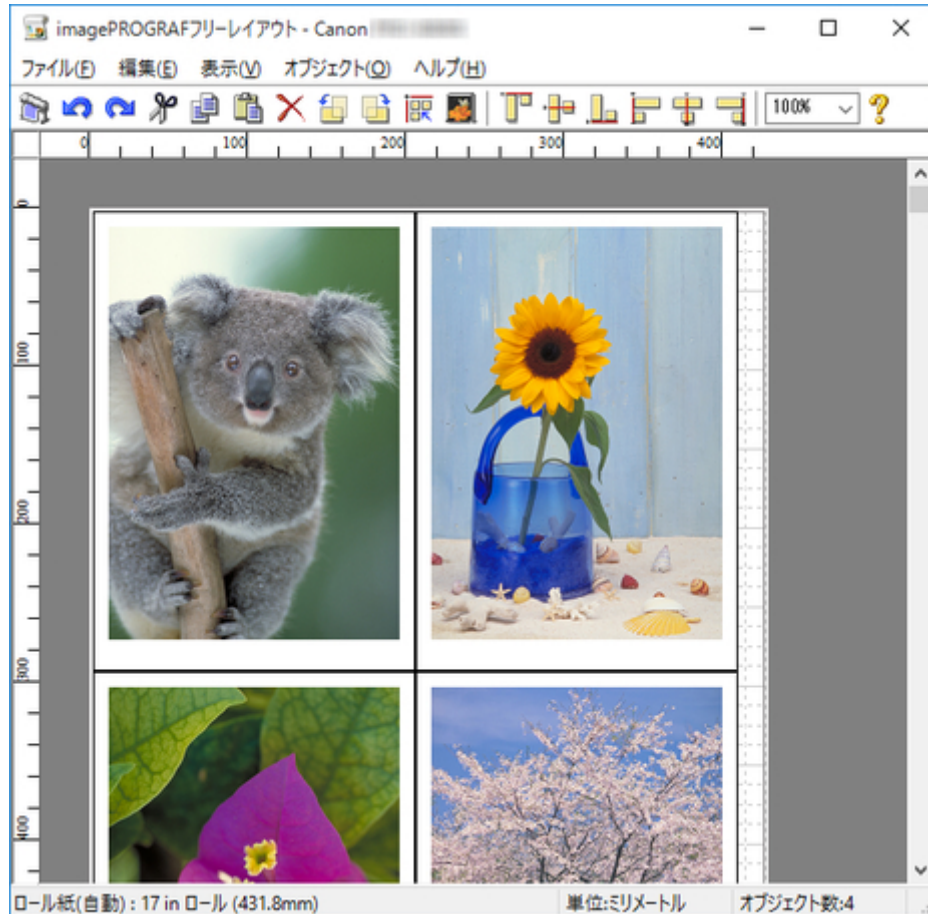 imagePROGRAFフリーレイアウト - Canon
ファイル(F) 編集(E) 表示(V) オブジェクト(O) ヘルプ(H)
100%
0 100 200 300 400
0
100
200
300
400
ロール紙(自動) : 17 in ロール (431.8mm) 単位:ミリメートル オブジェクト数:4